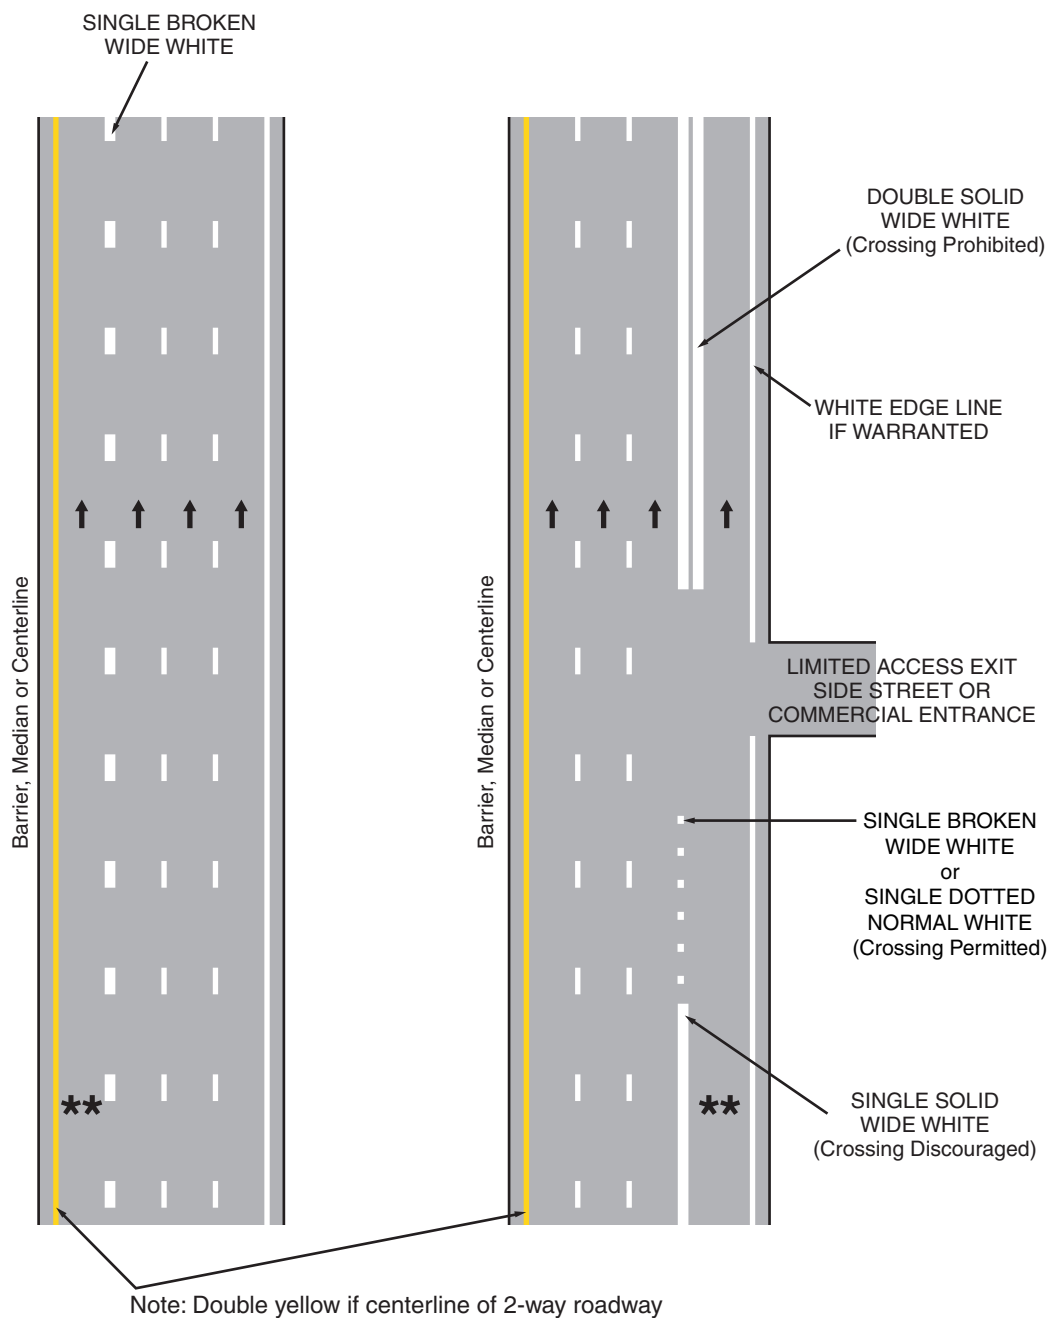 SINGLE BROKEN
WIDE WHITE
DOUBLE SOLID
WIDE WHITE
(Crossing Prohibited)
WHITE EDGE LINE
IF WARRANTED
Barrier, Median or Centerline
Barrier, Median or Centerline
LIMITED ACCESS EXIT
SIDE STREET OR
COMMERCIAL ENTRANCE
SINGLE BROKEN
WIDE WHITE
or
SINGLE DOTTED
NORMAL WHITE
(Crossing Permitted)
**
**
SINGLE SOLID
WIDE WHITE
(Crossing Discouraged)
Note: Double yellow if centerline of 2-way roadway